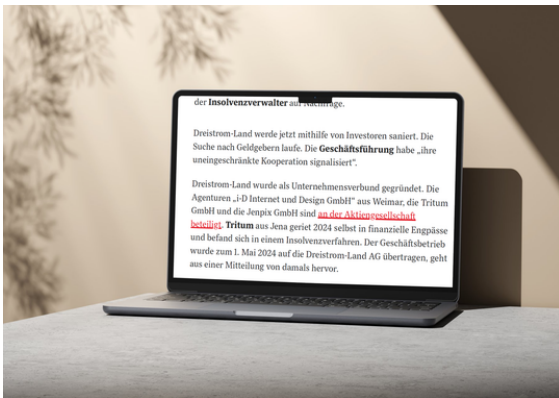 der Insolvenzverwalter auf Nachfrage.
Dreistrom-Land werde jetzt mithilfe von Investoren saniert. Die
Suche nach Geldgebern laufe. Die Geschäftsführung habe „ihre
uneingeschränkte Kooperation signalisiert“.
Dreistrom-Land wurde als Unternehmensverbund gegründet. Die
Agenturen „i-D Internet und Design GmbH“ aus Weimar, die Tritum
GmbH und die Jenpix GmbH sind an der Aktiengesellschaft
beteiligt. Tritum aus Jena geriet 2024 selbst in finanzielle Engpässe
und befand sich in einem Insolvenzverfahren. Der Geschäftsbetrieb
wurde zum 1. Mai 2024 auf die Dreistrom-Land AG übertragen, geht
aus einer Mitteilung von damals hervor.